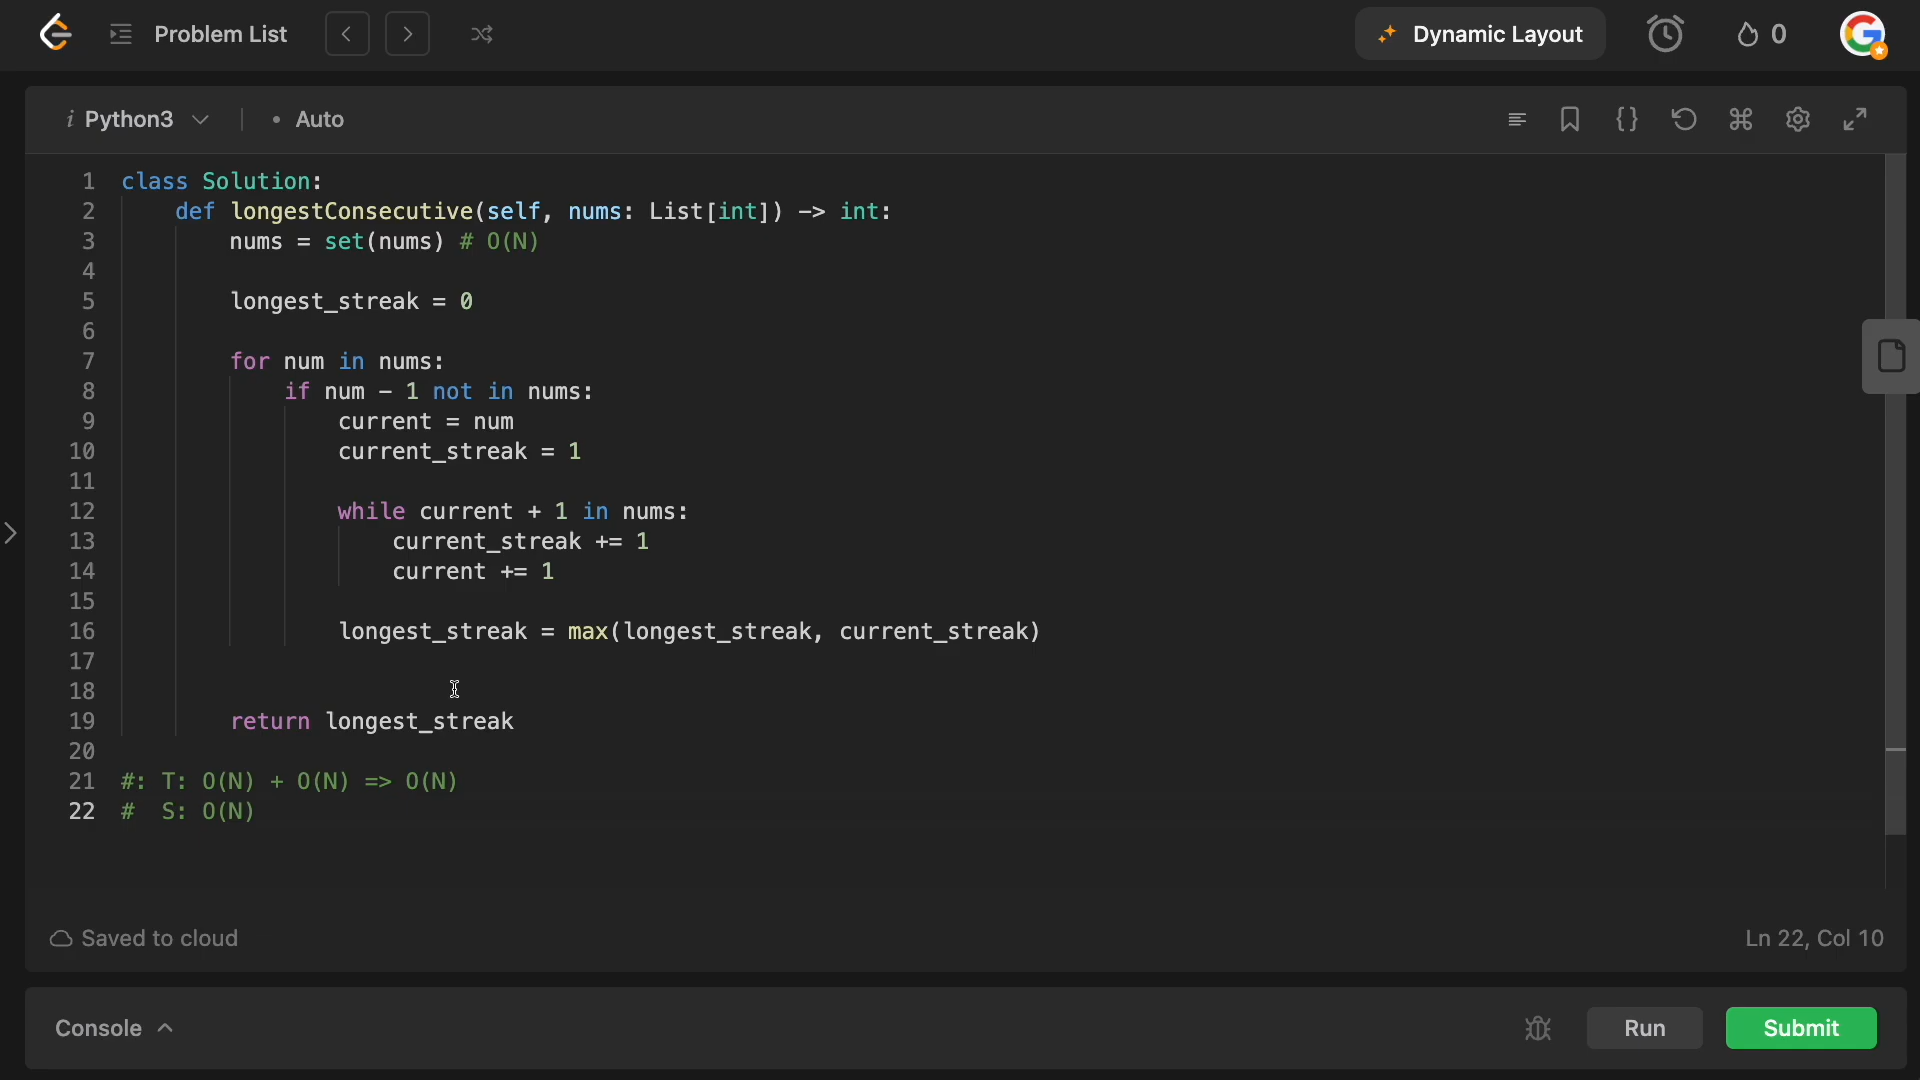 Problem List
Dynamic Layout
0
i Python3
• Auto
1 class Solution:
2     def longestConsecutive(self, nums: List[int]) -> int:
3         nums = set(nums) # O(N)
4
5         longest_streak = 0
6
7         for num in nums:
8             if num - 1 not in nums:
9                 current = num
10                 current_streak = 1
11
12                 while current + 1 in nums:
13                     current_streak += 1
14                     current += 1
15
16                 longest_streak = max(longest_streak, current_streak)
17
18
19         return longest_streak
20
21 #: T: O(N) + O(N) => O(N)
22 #  S: O(N)
Saved to cloud
Ln 22, Col 10
Console
Run
Submit